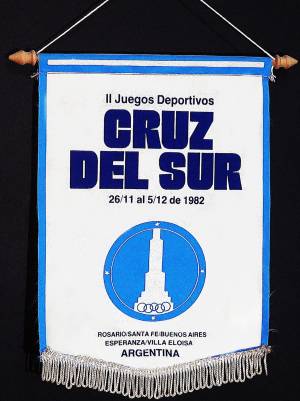 II Juegos Deportivos
CRUZ
DEL SUR
26/11 al 5/12 de 1982
ROSARIO/SANTA FE/BUENOS AIRES
ESPERANZA/VILLA ELOISA
ARGENTINA